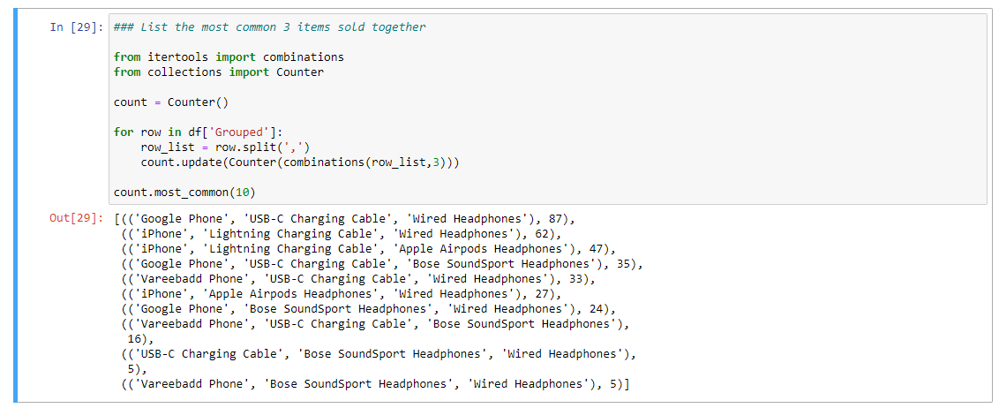 In [29]: ### List the most common 3 items sold together
from itertools import combinations
from collections import Counter
count = Counter()
for row in df['Grouped']:
    row_list = row.split(',')
    count.update(Counter(combinations(row_list,3)))
count.most_common(10)
Out[29]: [(('Google Phone', 'USB-C Charging Cable', 'Wired Headphones'), 87),
(('iPhone', 'Lightning Charging Cable', 'Wired Headphones'), 62),
(('iPhone', 'Lightning Charging Cable', 'Apple Airpods Headphones'), 47),
(('Google Phone', 'USB-C Charging Cable', 'Bose SoundSport Headphones'), 35),
(('Vareebadd Phone', 'USB-C Charging Cable', 'Wired Headphones'), 33),
(('iPhone', 'Apple Airpods Headphones', 'Wired Headphones'), 27),
(('Google Phone', 'Bose SoundSport Headphones', 'Wired Headphones'), 24),
(('Vareebadd Phone', 'USB-C Charging Cable', 'Bose SoundSport Headphones'),
16),
(('USB-C Charging Cable', 'Bose SoundSport Headphones', 'Wired Headphones'),
5),
(('Vareebadd Phone', 'Bose SoundSport Headphones', 'Wired Headphones'), 5)]